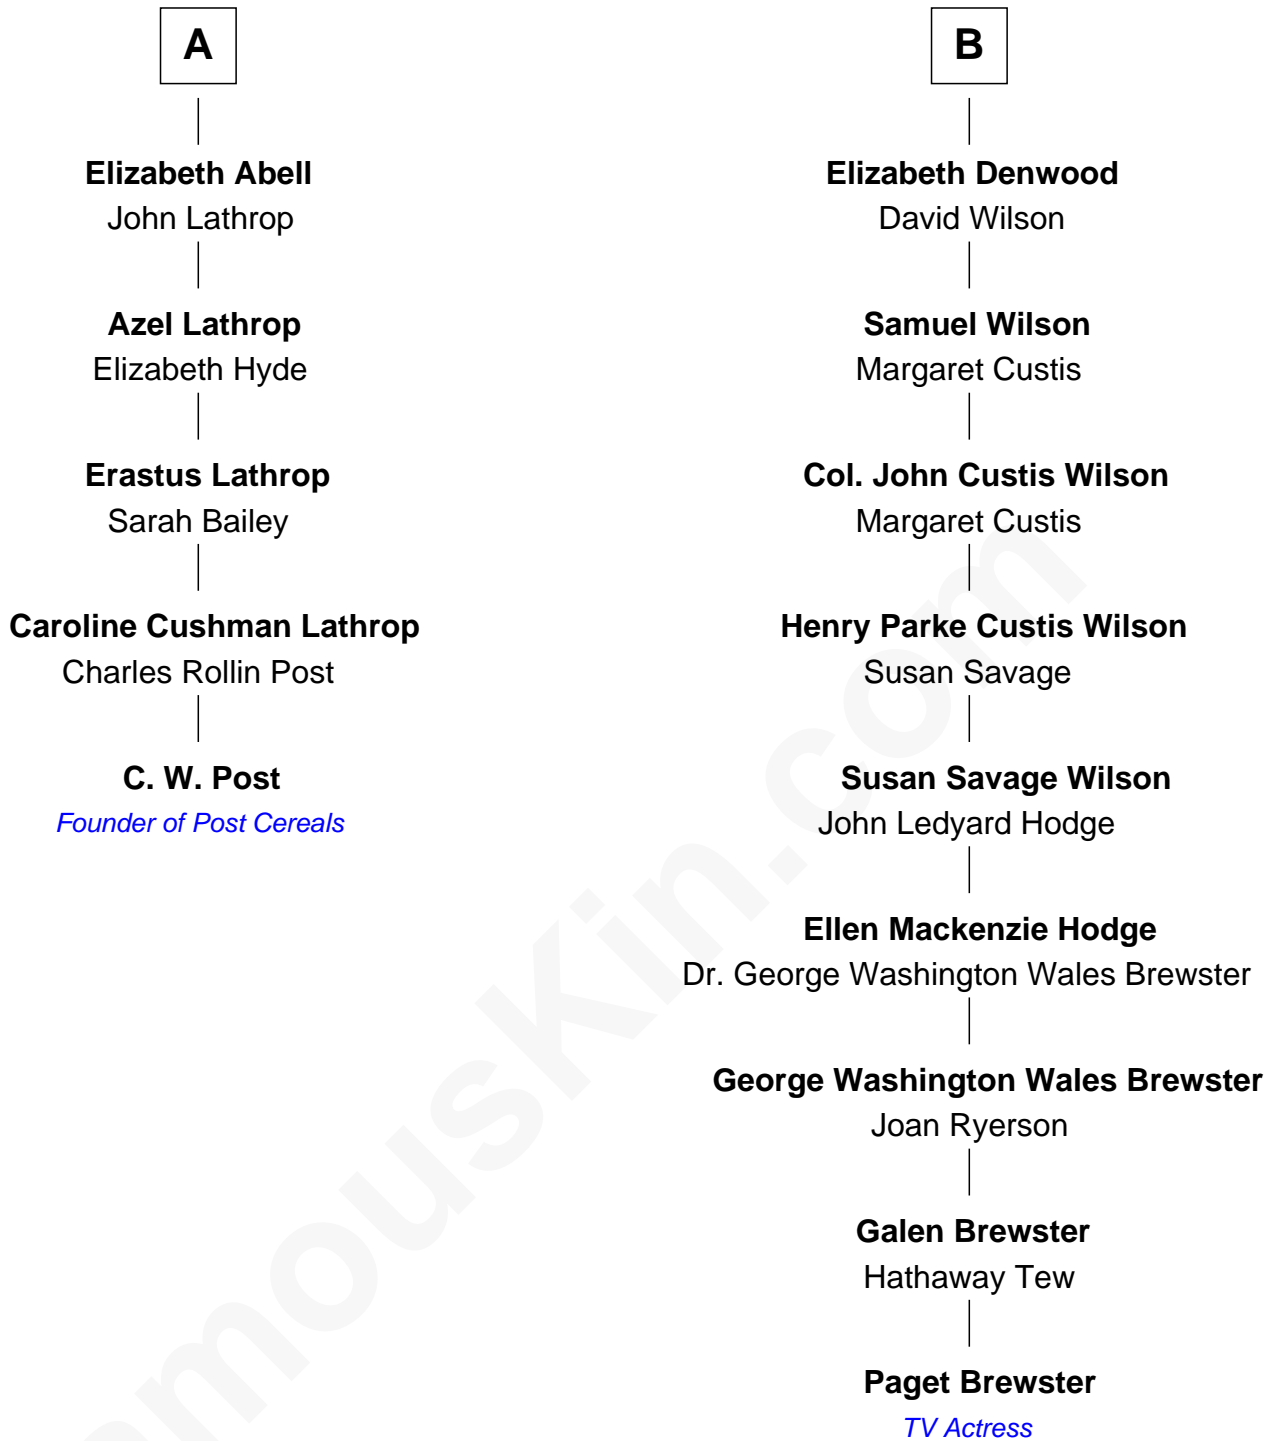 A
Elizabeth Abell
John Lathrop
Azel Lathrop
Elizabeth Hyde
Erastus Lathrop
Sarah Bailey
Caroline Cushman Lathrop
Charles Rollin Post
C. W. Post
Founder of Post Cereals
B
Elizabeth Denwood
David Wilson
Samuel Wilson
Margaret Custis
Col. John Custis Wilson
Margaret Custis
Henry Parke Custis Wilson
Susan Savage
Susan Savage Wilson
John Ledyard Hodge
Ellen Mackenzie Hodge
Dr. George Washington Wales Brewster
George Washington Wales Brewster
Joan Ryerson
Galen Brewster
Hathaway Tew
Paget Brewster
TV Actress
amouskin.com